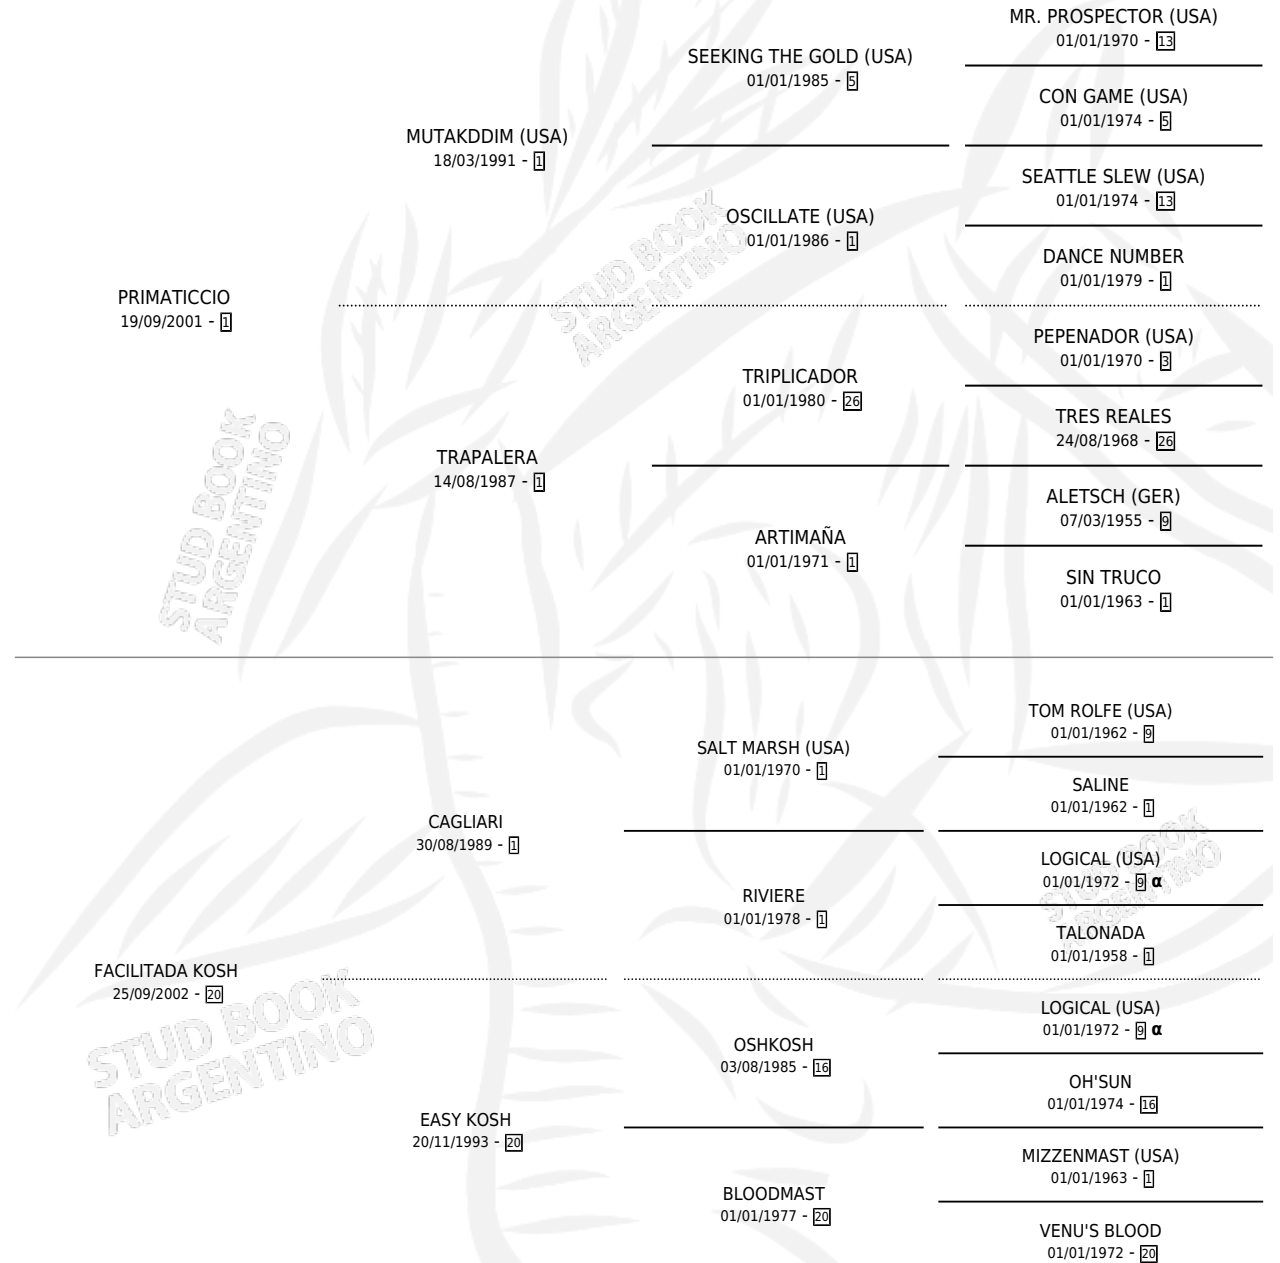 MR. PROSPECTOR (USA)
01/01/1970 - 13
SEEKING THE GOLD (USA)
01/01/1985 - 5
CON GAME (USA)
01/01/1974 - 5
MUTAKDDIM (USA)
18/03/1991 - 1
SEATTLE SLEW (USA)
01/01/1974 - 13
OSCILLATE (USA)
01/01/1986 - 1
DANCE NUMBER
01/01/1979 - 1
STUD BOOK
ARGENTINO
PRIMATICCIO
19/09/2001 - 1
PEPENADOR (USA)
01/01/1970 - 3
TRIPLICADOR
01/01/1980 - 26
TRES REALES
24/08/1968 - 26
TRAPALERA
14/08/1987 - 1
ALETSCH (GER)
07/03/1955 - 9
ARTIMAÑA
01/01/1971 - 1
SIN TRUCO
01/01/1963 - 1
STUD BOOK
ARGENTINO
TOM ROLFE (USA)
01/01/1962 - 9
SALT MARSH (USA)
01/01/1970 - 1
SALINE
01/01/1962 - 1
CAGLIARI
30/08/1989 - 1
LOGICAL (USA)
01/01/1972 - 9 α
RIVIERE
01/01/1978 - 1
TALONADA
01/01/1958 - 1
STUD BOOK
ARGENTINO
FACILITADA KOSH
25/09/2002 - 20
LOGICAL (USA)
01/01/1972 - 9 α
OSHKOSH
03/08/1985 - 16
OH'SUN
01/01/1974 - 16
EASY KOSH
20/11/1993 - 20
MIZZENMAST (USA)
01/01/1963 - 1
BLOODMAST
01/01/1977 - 20
VENU'S BLOOD
01/01/1972 - 20
STUD BOOK
ARGENTINO